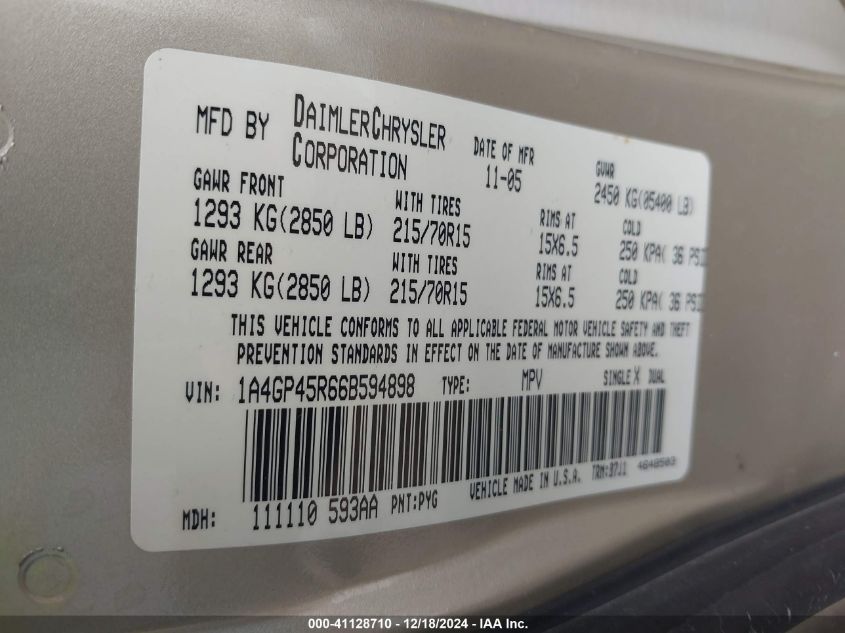 MFD BY DAIMLERCHRYSLER CORPORATION DATE OF MFR 11-05 GVWR 2450 KG(05400 LB)
GAWR FRONT WITH TIRES RIMS AT COLD
1293 KG(2850 LB) 215/70R15 15X6.5 250 KPA( 36 PSI
GAWR REAR WITH TIRES RIMS AT COLD
1293 KG(2850 LB) 215/70R15 15X6.5 250 KPA( 36 PSI
THIS VEHICLE CONFORMS TO ALL APPLICABLE FEDERAL MOTOR VEHICLE SAFETY AND THEFT
PREVENTION STANDARDS IN EFFECT ON THE DATE OF MANUFACTURE SHOWN ABOVE.
VIN: 1A4GP45R66B594898 TYPE: MPV SINGLE X DUAL
MDH: 111110 593AA PNT:PYG VEHICLE MADE IN U.S.A. TRM:B7J1 4648503
000-41128710 - 12/18/2024 - IAA Inc.